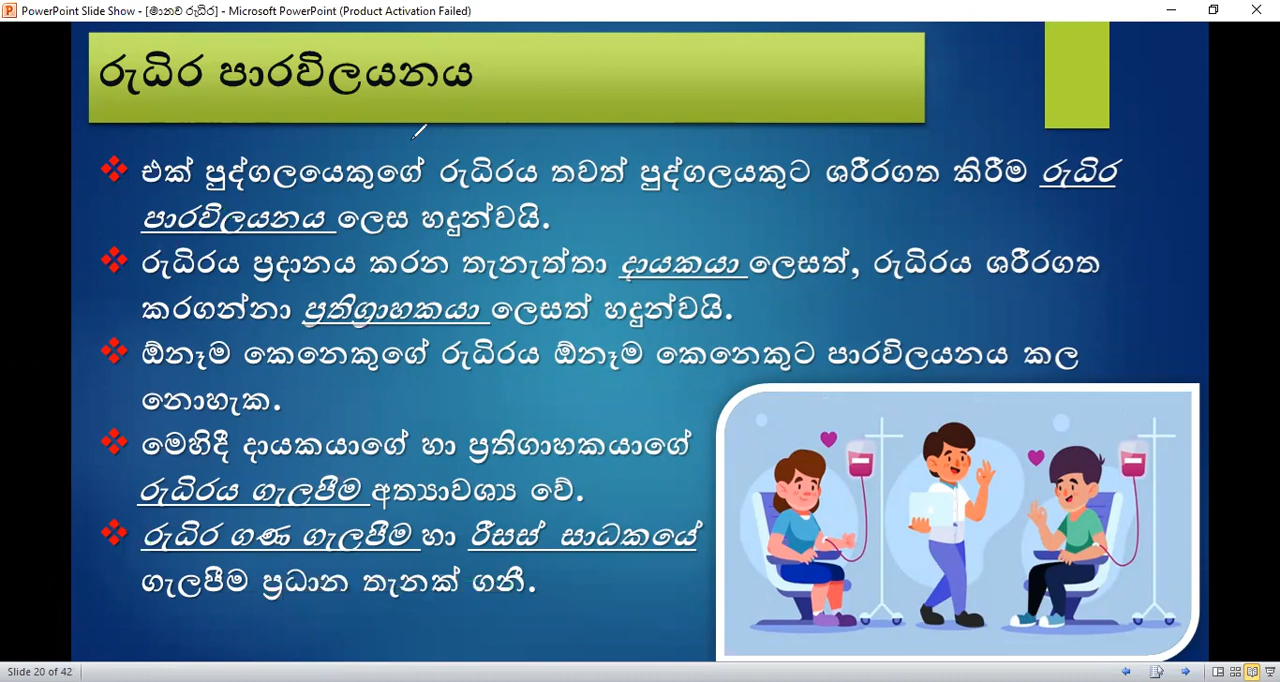 PowerPoint Slide Show - [මානව රුධිර] - Microsoft PowerPoint (Product Activation Failed)
රුධිර පාරවිලයනය
එක් පුද්ගලයෙකුගේ රුධිරය තවත් පුද්ගලයකුට ශරීරගත කිරීම රුධිර
පාරවිලයනය ලෙස හදුන්වයි.
රුධිරය ප්‍රදානය කරන තැනැත්තා දායකයා ලෙසත්, රුධිරය ශරීරගත
කරගන්නා ප්‍රතිග්‍රාහකයා ලෙසත් හදුන්වයි.
ඕනෑම කෙනෙකුගේ රුධිරය ඕනෑම කෙනෙකුට පාරවිලයනය කල
නොහැක.
මෙහිදී දායකයාගේ හා ප්‍රතිගාහකයාගේ
රුධිරය ගැලපීම අත්‍යාවශ්‍ය වේ.
රුධිර ගණ ගැලපීම හා රීසස් සාධකයේ
ගැලපීම ප්‍රධාන තැනක් ගනී.
Slide 20 of 42